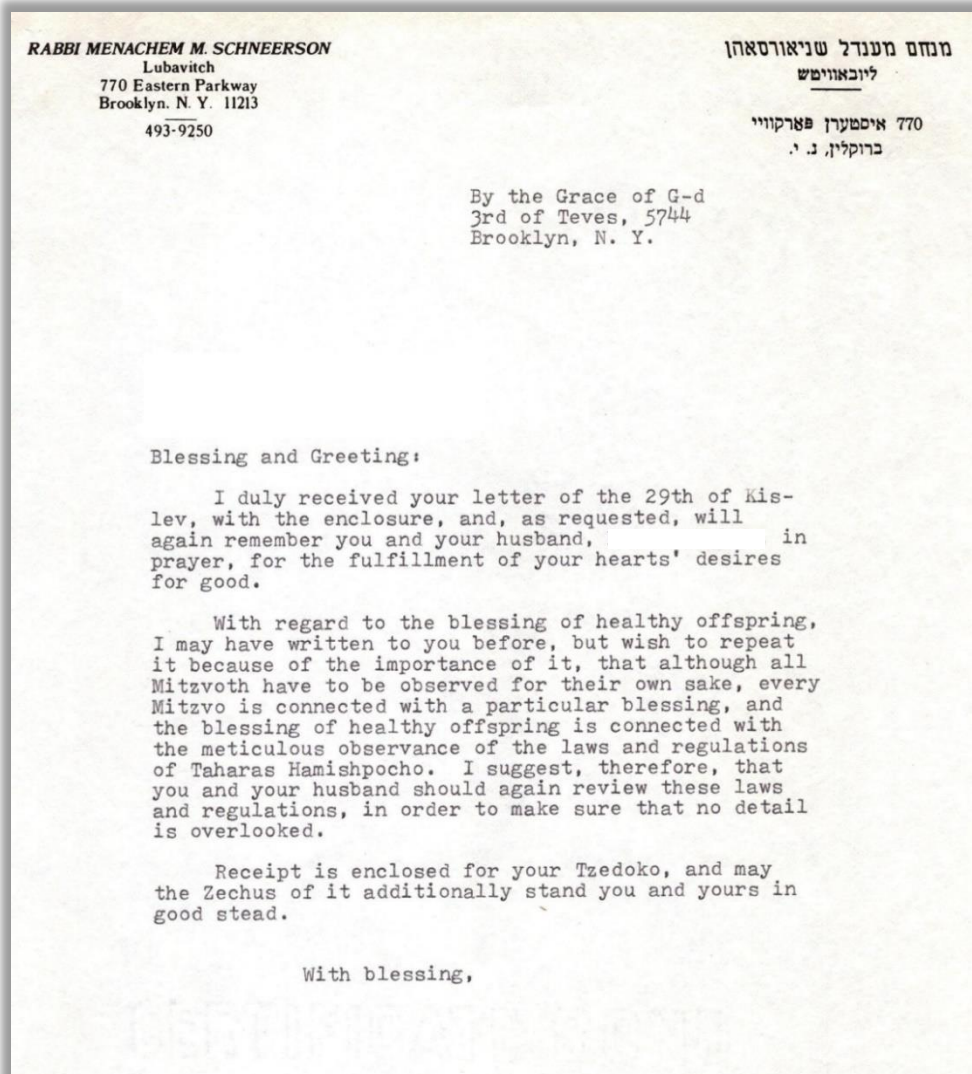 RABBI MENACHEM M. SCHNEERSON
Lubavitch
770 Eastern Parkway
Brooklyn. N. Y. 11213
493-9250
מנחם מענדל שניאורסאהן
ליובאוויטש
770 איסטערן פארקוויי
ברוקלין, נ. י.
By the Grace of G-d
3rd of Teves, 5744
Brooklyn, N. Y.
Blessing and Greeting:
I duly received your letter of the 29th of Kis-
lev, with the enclosure, and, as requested, will
again remember you and your husband, in
prayer, for the fulfillment of your hearts' desires
for good.
With regard to the blessing of healthy offspring,
I may have written to you before, but wish to repeat
it because of the importance of it, that although all
Mitzvoth have to be observed for their own sake, every
Mitzvo is connected with a particular blessing, and
the blessing of healthy offspring is connected with
the meticulous observance of the laws and regulations
of Taharas Hamishpocho. I suggest, therefore, that
you and your husband should again review these laws
and regulations, in order to make sure that no detail
is overlooked.
Receipt is enclosed for your Tzedoko, and may
the Zechus of it additionally stand you and yours in
good stead.
With blessing,